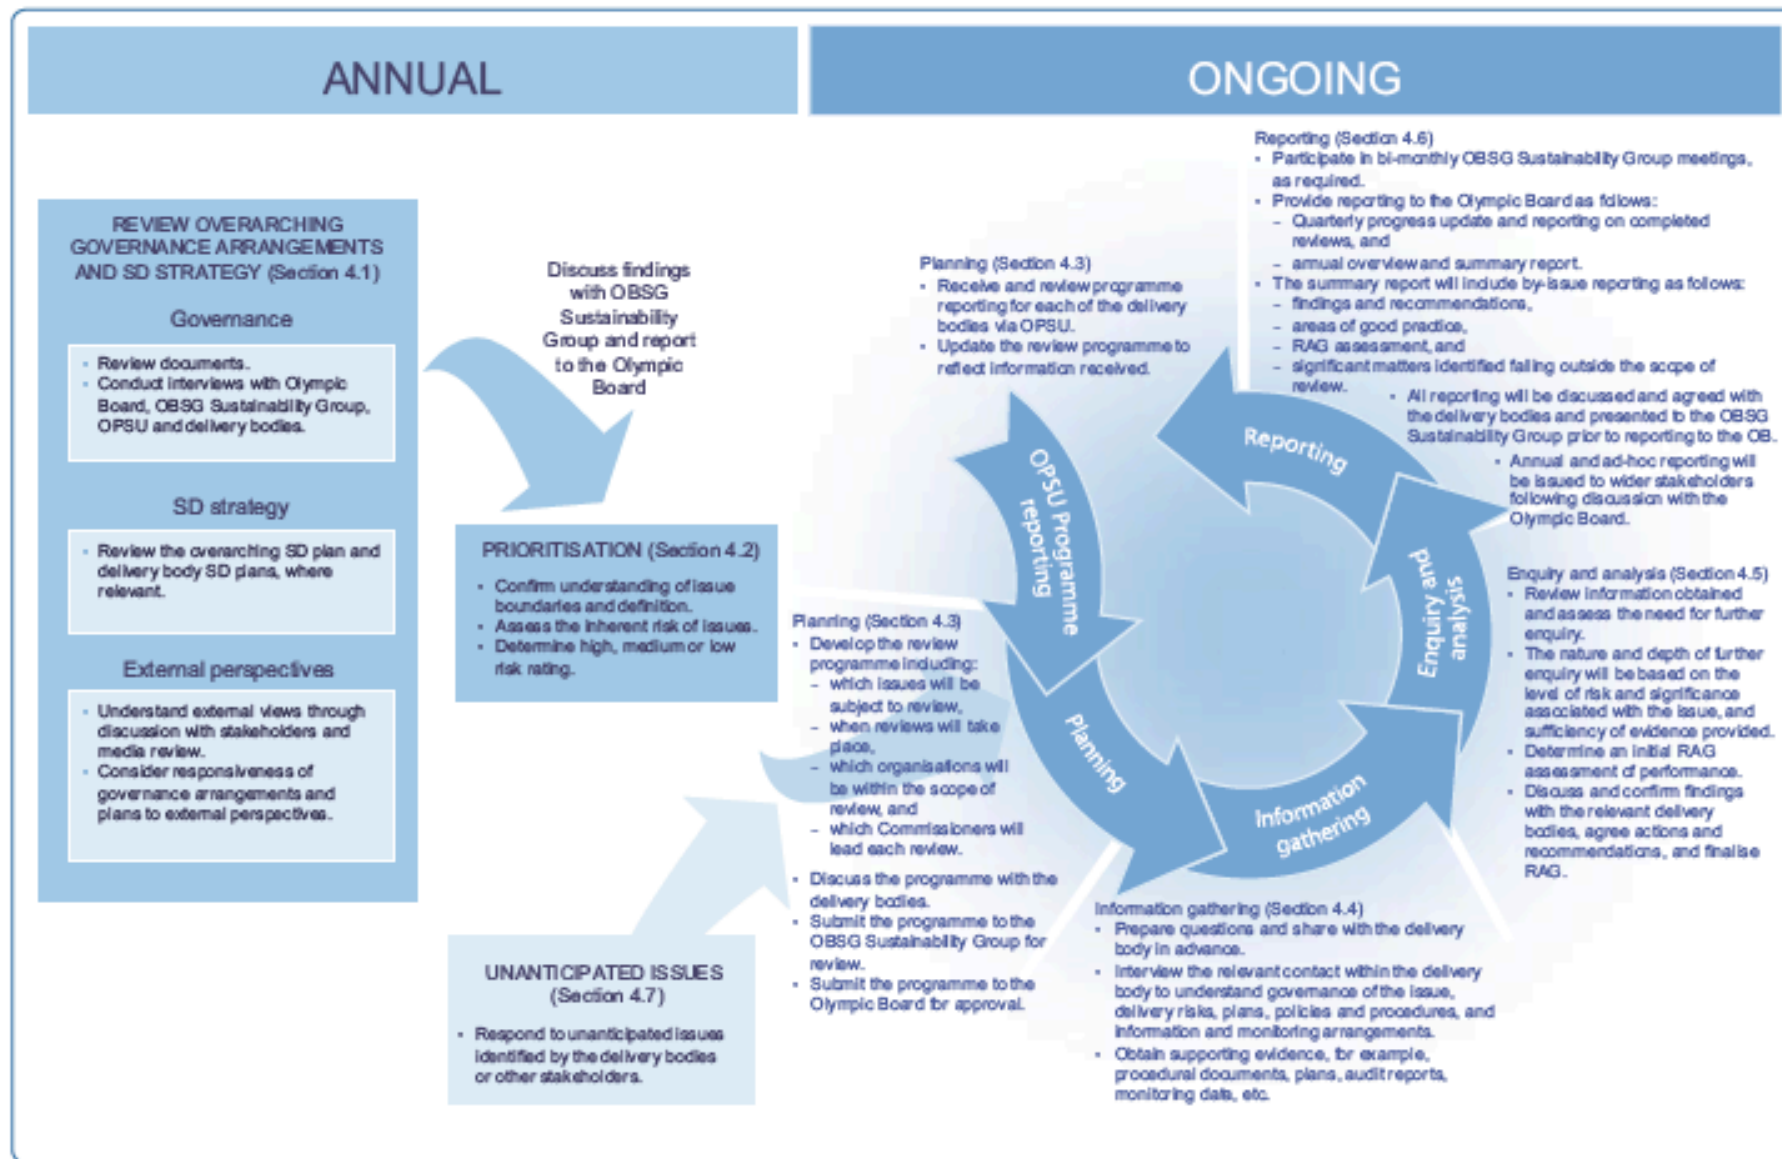 ANNUAL
ONGOING
REVIEW OVERARCHING
GOVERNANCE ARRANGEMENTS
AND SD STRATEGY (Section 4.1)
Governance
• Review documents.
• Conduct interviews with Olympic
Board, OBSG Sustainability Group,
OPSU and delivery bodies.
SD strategy
• Review the overarching SD plan and
delivery body SD plans, where
relevant.
External perspectives
• Understand external views through
discussion with stakeholders and
media review.
• Consider responsiveness of
governance arrangements and
plans to external perspectives.
Discuss findings
with OBSG
Sustainability
Group and report
to the Olympic
Board
PRIORITISATION (Section 4.2)
• Confirm understanding of issue
boundaries and definition.
• Assess the inherent risk of issues.
• Determine high, medium or low
risk rating.
UNANTICIPATED ISSUES
(Section 4.7)
• Respond to unanticipated issues
identified by the delivery bodies
or other stakeholders.
Planning (Section 4.3)
• Receive and review programme
reporting for each of the delivery
bodies via OPSU.
• Update the review programme to
reflect information received.
Planning (Section 4.3)
• Develop the review
programme including:
– which issues will be
subject to review,
– when reviews will take
place,
– which organisations will
be within the scope of
review, and
– which Commissioners will
lead each review.
• Discuss the programme with the
delivery bodies.
• Submit the programme to the
OBSG Sustainability Group for
review.
• Submit the programme to the
Olympic Board for approval.
OPSU Programme
reporting
Planning
Information
gathering
Enquiry and
analysis
Reporting
Information gathering (Section 4.4)
• Prepare questions and share with the delivery
body in advance.
• Interview the relevant contact within the delivery
body to understand governance of the issue,
delivery risks, plans, policies and procedures, and
information and monitoring arrangements.
• Obtain supporting evidence, for example,
procedural documents, plans, audit reports,
monitoring data, etc.
Enquiry and analysis (Section 4.5)
• Review information obtained
and assess the need for further
enquiry.
• The nature and depth of further
enquiry will be based on the
level of risk and significance
associated with the issue, and
sufficiency of evidence provided.
• Determine an initial RAG
assessment of performance.
• Discuss and confirm findings
with the relevant delivery
bodies, agree actions and
recommendations, and finalise
RAG.
Reporting (Section 4.6)
• Participate in bi-monthly OBSG Sustainability Group meetings,
as required.
• Provide reporting to the Olympic Board as follows:
– Quarterly progress update and reporting on completed
reviews, and
– annual overview and summary report.
• The summary report will include by-issue reporting as follows:
– findings and recommendations,
– areas of good practice,
– RAG assessment, and
– significant matters identified falling outside the scope of
review.
• All reporting will be discussed and agreed with
the delivery bodies and presented to the OBSG
Sustainability Group prior to reporting to the OB.
• Annual and ad-hoc reporting will
be issued to wider stakeholders
following discussion with the
Olympic Board.